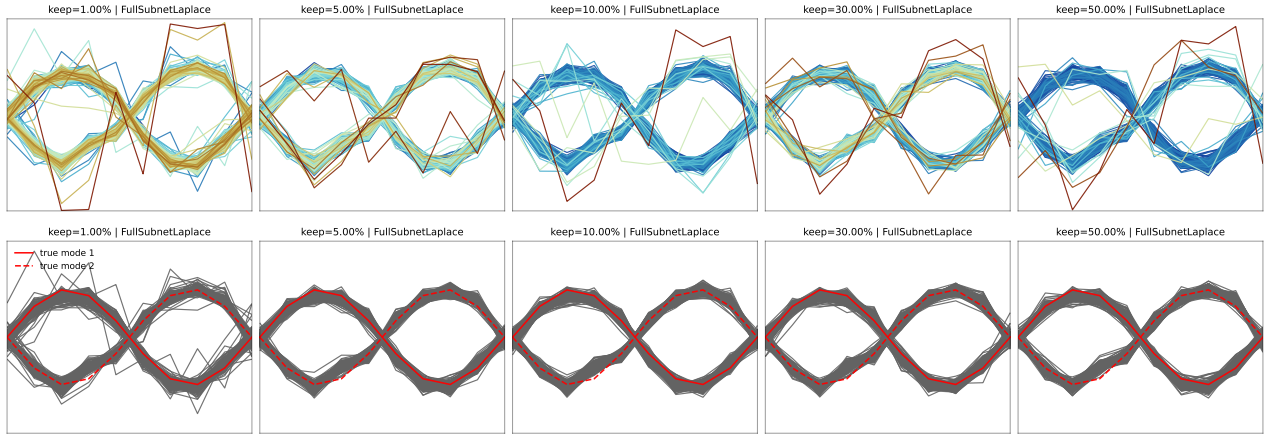 keep=1.00% | FullSubnetLaplace
keep=5.00% | FullSubnetLaplace
keep=10.00% | FullSubnetLaplace
keep=30.00% | FullSubnetLaplace
keep=50.00% | FullSubnetLaplace
keep=1.00% | FullSubnetLaplace
keep=5.00% | FullSubnetLaplace
keep=10.00% | FullSubnetLaplace
keep=30.00% | FullSubnetLaplace
keep=50.00% | FullSubnetLaplace
true mode 1
true mode 2